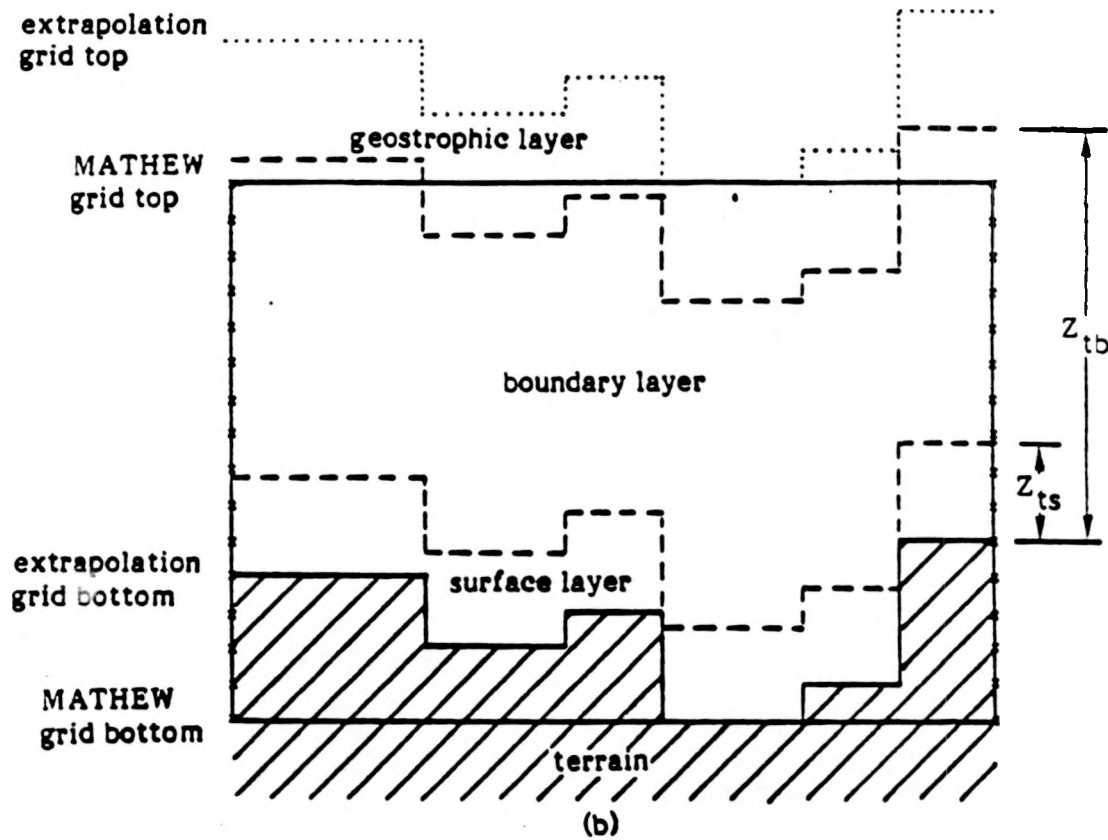 extrapolation
grid top
geostrophic layer
MATHEW
grid top
boundary layer
Z tb
Z ts
extrapolation
grid bottom
surface layer
MATHEW
grid bottom
terrain
(b)